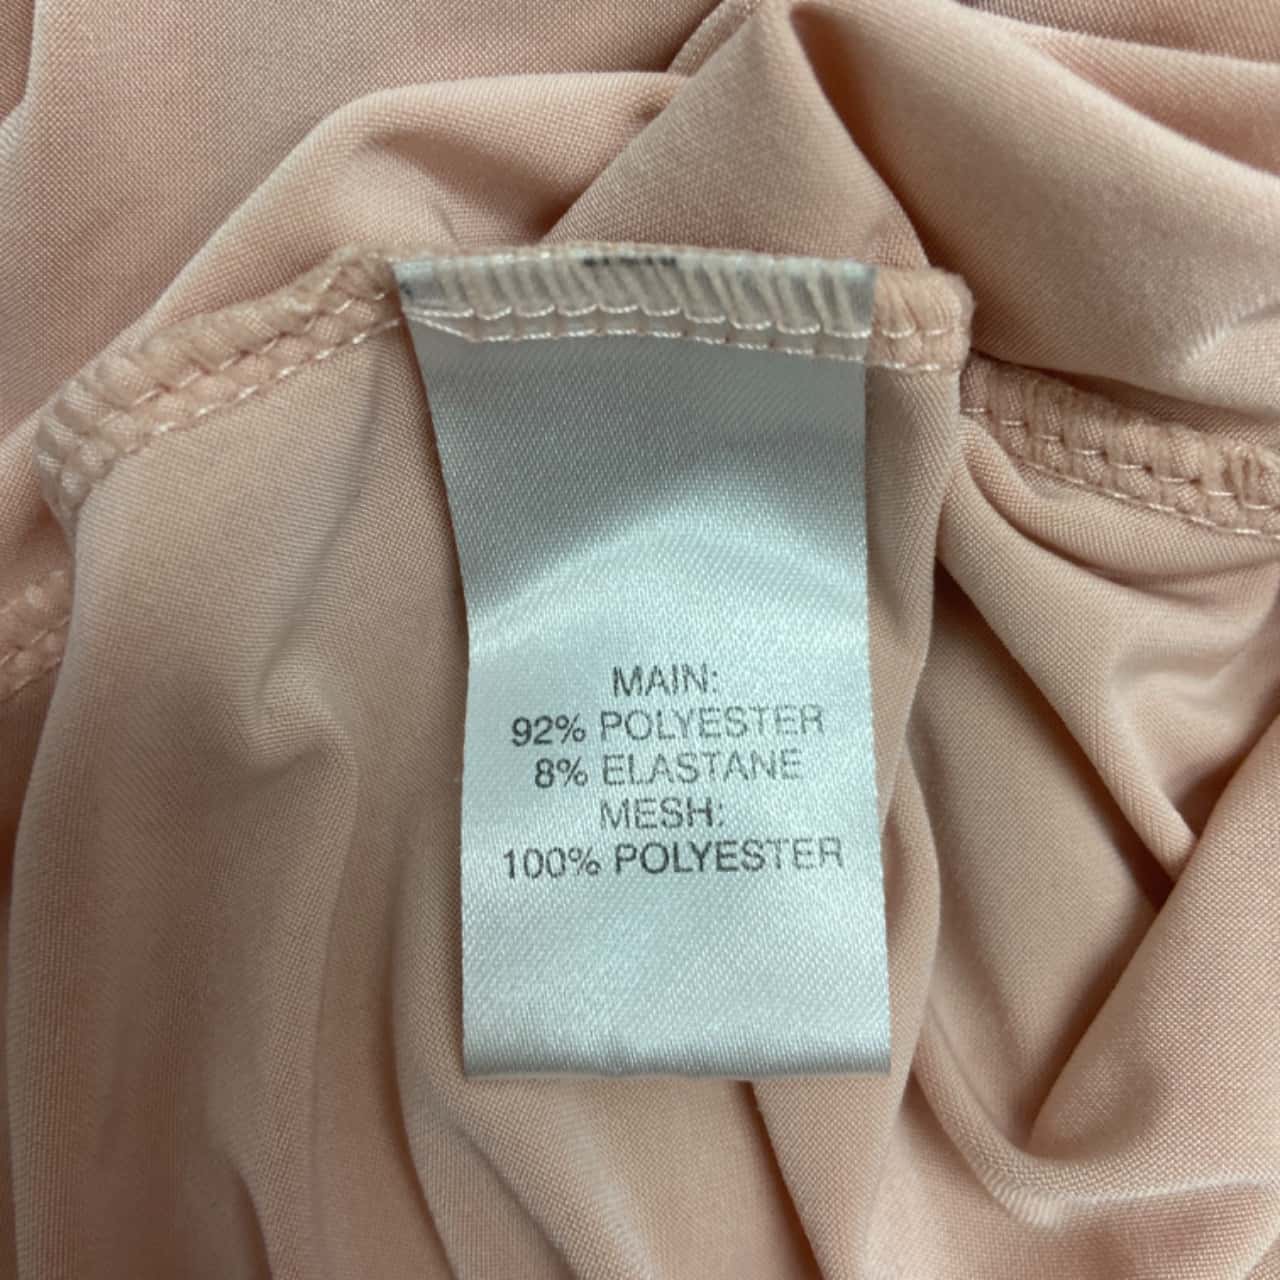 MAIN:
92% POLYESTER
8% ELASTANE
MESH:
100% POLYESTER